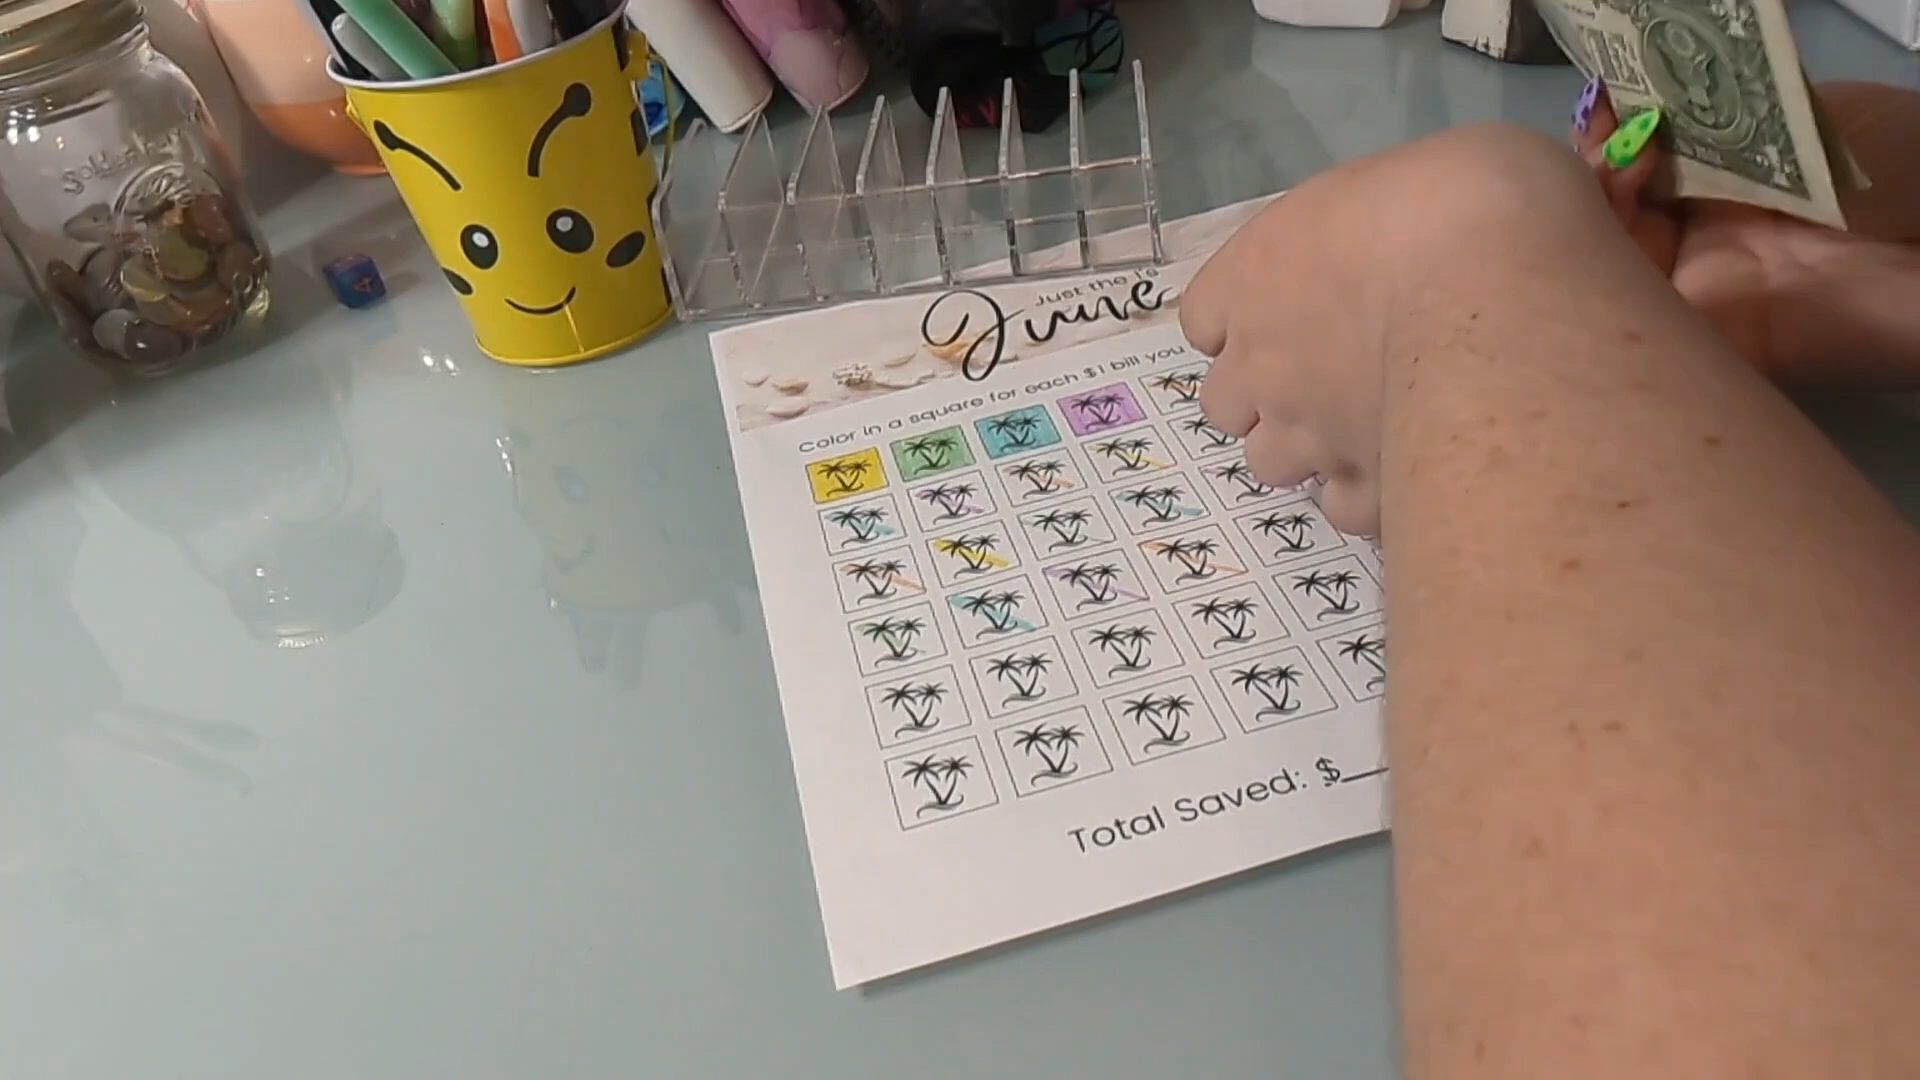 Just the 1's
June
Color in a square for each $1 bill you
Total Saved: $